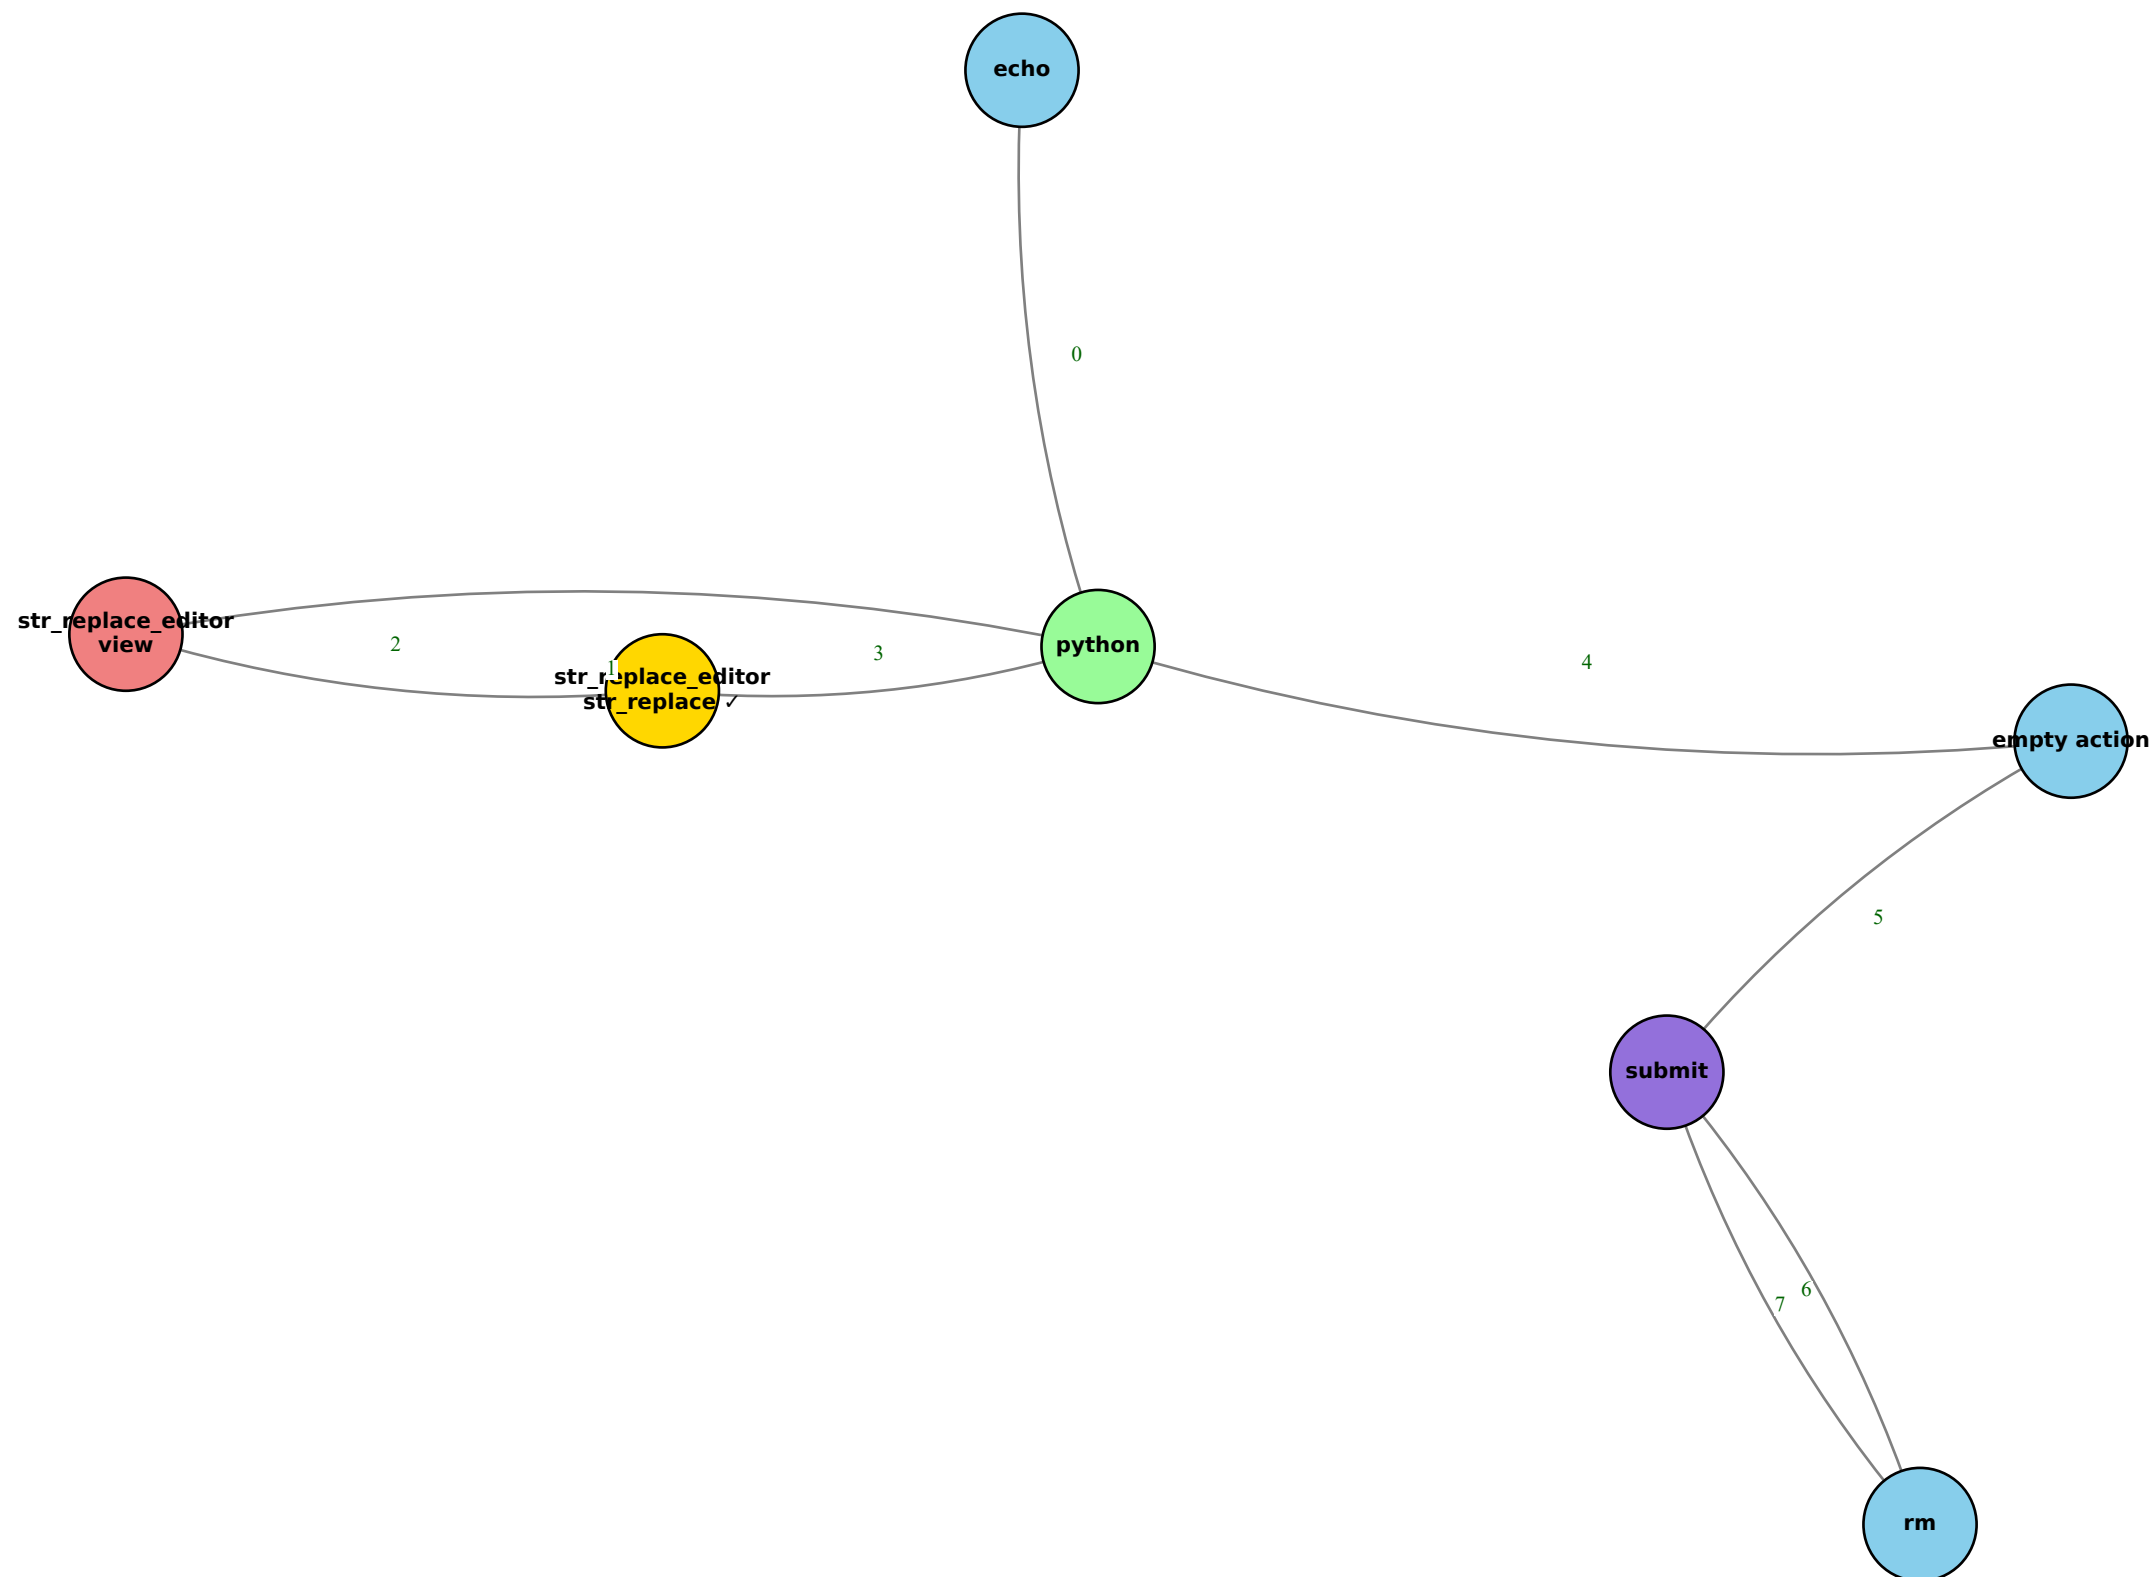 echo
0
str_replace_editor
view
2
1
str_replace_editor
str_replace ✓
3
python
4
empty action
5
submit
6
7
rm